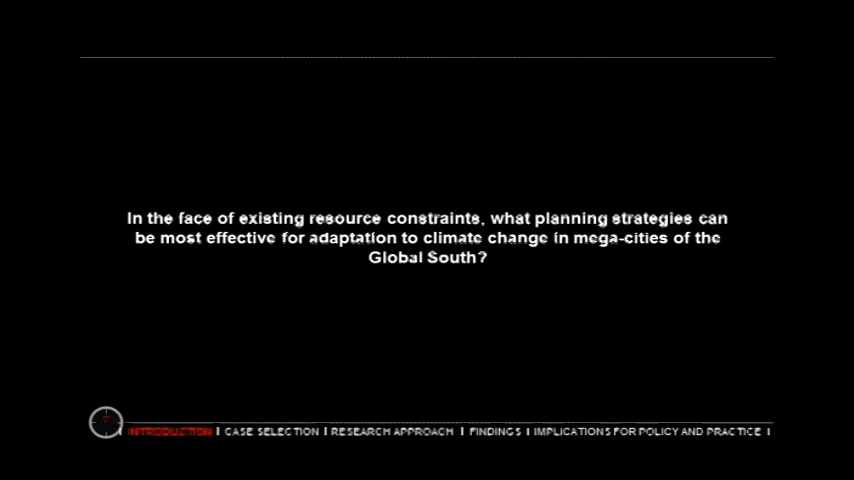 In the face of existing resource constraints, what planning strategies can
be most effective for adaptation to climate change in mega-cities of the
Global South?
INTRODUCTION | CASE SELECTION | RESEARCH APPROACH | FINDINGS | IMPLICATIONS FOR POLICY AND PRACTICE |